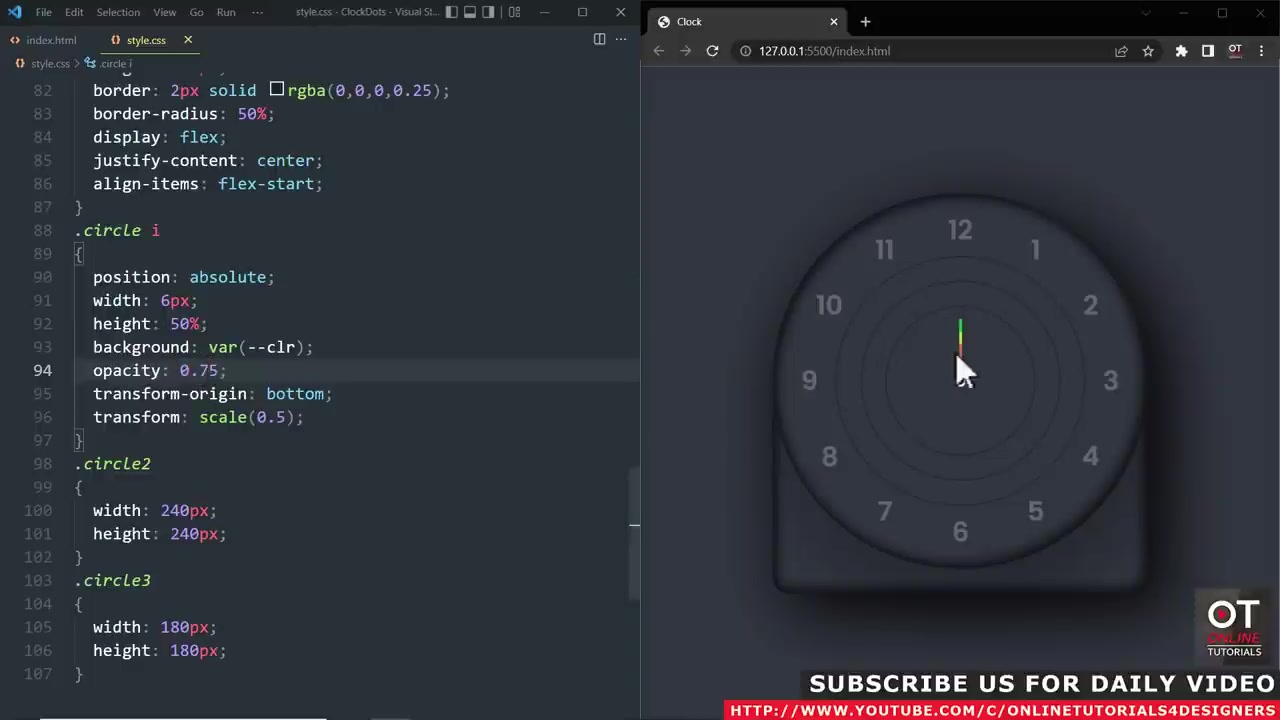 File Edit Selection View Go Run ··· style.css - ClockDots - Visual St...
index.html style.css
style.css > .circle i
82 border: 2px solid rgba(0,0,0,0.25);
83 border-radius: 50%;
84 display: flex;
85 justify-content: center;
86 align-items: flex-start;
87 }
88 .circle i
89 {
90 position: absolute;
91 width: 6px;
92 height: 50%;
93 background: var(--clr);
94 opacity: 0.75;
95 transform-origin: bottom;
96 transform: scale(0.5);
97 }
98 .circle2
99 {
100 width: 240px;
101 height: 240px;
102 }
103 .circle3
104 {
105 width: 180px;
106 height: 180px;
107 }
Clock
127.0.0.1:5500/index.html
12
11 1
10 2
9 3
8 4
7 5
6
OT
ONLINE
TUTORIALS
SUBSCRIBE US FOR DAILY VIDEO
HTTP://WWW.YOUTUBE.COM/C/ONLINETUTORIALS4DESIGNERS